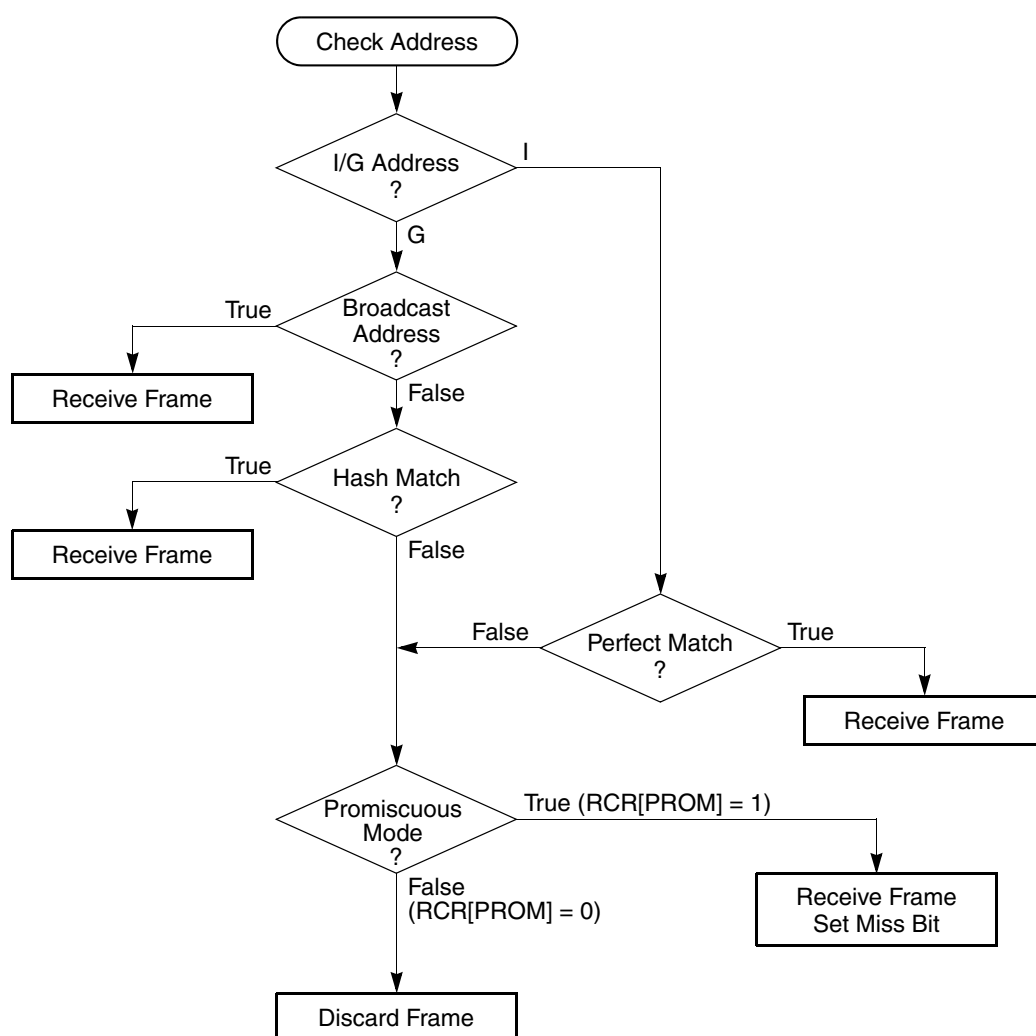 Check Address
I/G Address
?
I
G
Broadcast
Address
?
True
Receive Frame
False
Hash Match
?
True
Receive Frame
False
Perfect Match
?
False
True
Receive Frame
Promiscuous
Mode
?
True (RCR[PROM] = 1)
Receive Frame
Set Miss Bit
False
(RCR[PROM] = 0)
Discard Frame